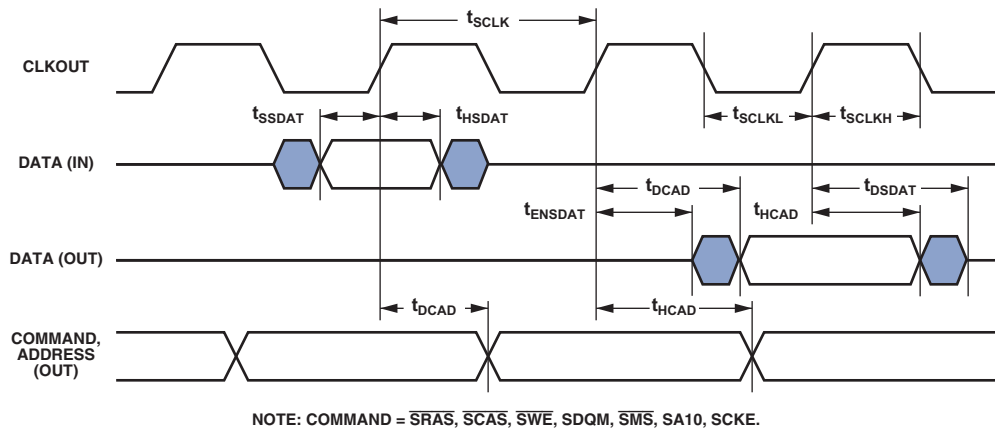 tSCLK
CLKOUT
tSSDAT
tHSDAT
tSCLKL
tSCLKH
DATA (IN)
tDCAD
tDSDAT
tENSDAT
tHCAD
DATA (OUT)
tDCAD
tHCAD
COMMAND,
ADDRESS
(OUT)
NOTE: COMMAND = SRAS, SCAS, SWE, SDQM, SMS, SA10, SCKE.